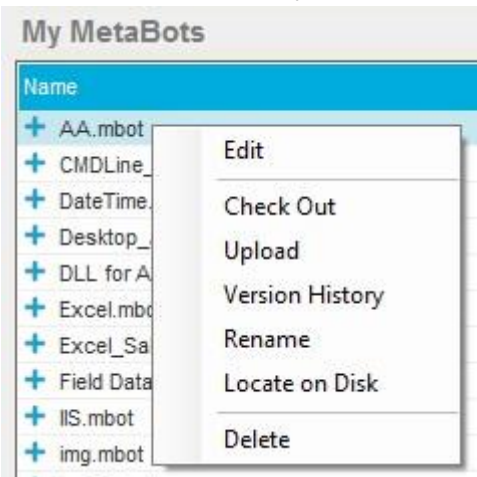 My MetaBots
Name
AA.mbot
CMDLine_
DateTime.
Desktop_
DLL for A
Excel.mbo
Excel_Sa
Field Data
IIS.mbot
img.mbot
Edit
Check Out
Upload
Version History
Rename
Locate on Disk
Delete